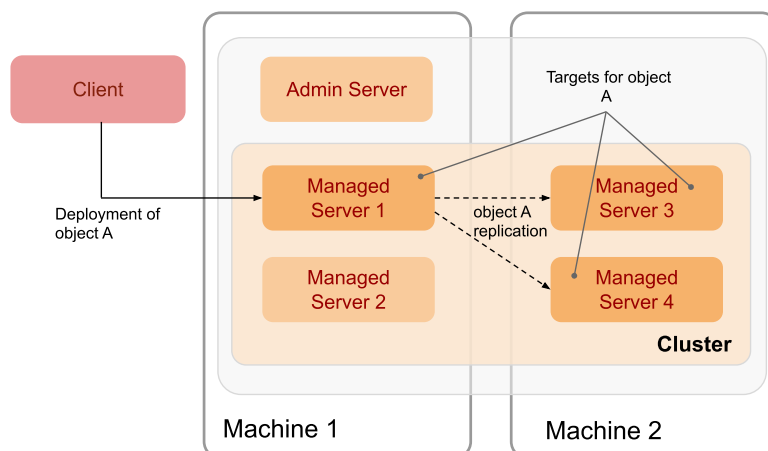 Client
Admin Server
Targets for object
A
Managed
Server 1
Managed
Server 3
Deployment of
object A
object A
replication
Managed
Server 2
Managed
Server 4
Cluster
Machine 1
Machine 2